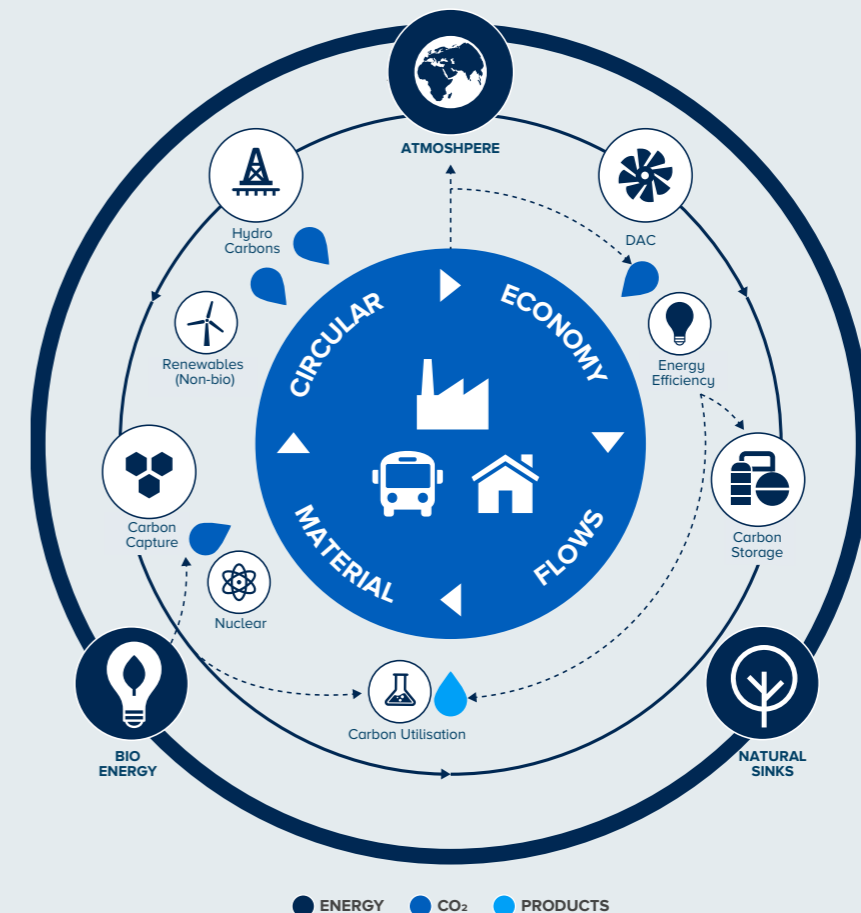 ATMOSHPERE
Hydro
Carbons
DAC
Renewables
(Non-bio)
Energy
Efficiency
CIRCULAR
ECONOMY
MATERIAL
FLOWS
Carbon
Capture
Carbon
Storage
Nuclear
Carbon Utilisation
BIO
ENERGY
NATURAL
SINKS
ENERGY CO₂ PRODUCTS